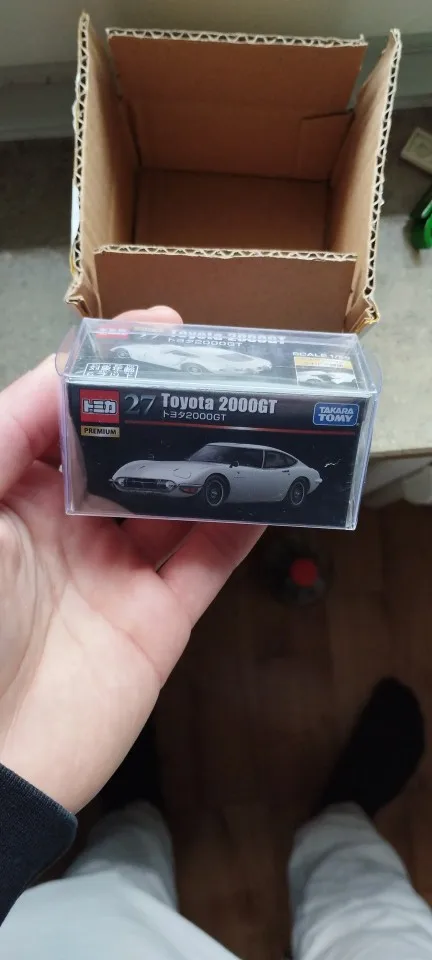 27 Toyota 2000GT
トヨタ2000GT
トミカ
27
Toyota 2000GT
TAKARA
TOMY
トヨタ2000GT
PREMIUM